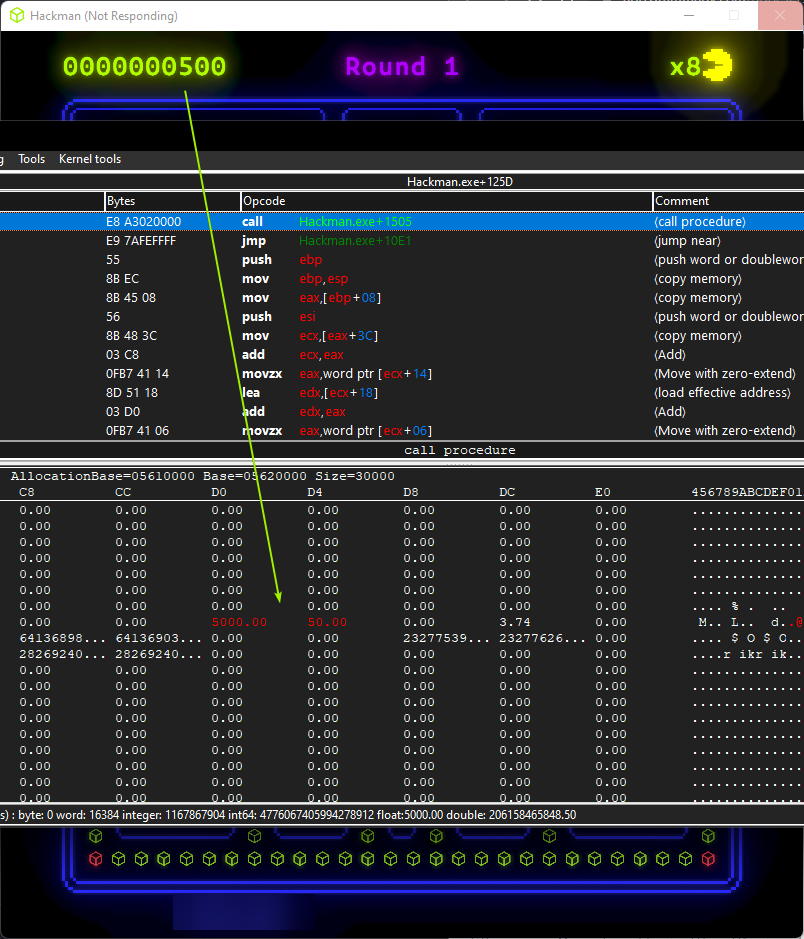 Hackman (Not Responding)
0000000500 Round 1 x8
g Tools Kernel tools
Hackman.exe+125D
Bytes Opcode Comment
E8 A3020000 call Hackman.exe+1505 (call procedure)
E9 7AFEFFFF jmp Hackman.exe+10E1 (jump near)
55 push ebp (push word or doublewor
8B EC mov ebp,esp (copy memory)
8B 45 08 mov eax,[ebp+08] (copy memory)
56 push esi (push word or doublewor
8B 48 3C mov ecx,[eax+3C] (copy memory)
03 C8 add ecx,eax (Add)
0FB7 41 14 movzx eax,word ptr [ecx+14] (Move with zero-extend)
8D 51 18 lea edx,[ecx+18] (load effective address)
03 D0 add edx,eax (Add)
0FB7 41 06 movzx eax,word ptr [ecx+06] (Move with zero-extend)
call procedure
AllocationBase=05610000 Base=05620000 Size=30000
C8 CC D0 D4 D8 DC E0 456789ABCDEF01
0.00 0.00 0.00 0.00 0.00 0.00 0.00 ..............
0.00 0.00 0.00 0.00 0.00 0.00 0.00 ..............
0.00 0.00 0.00 0.00 0.00 0.00 0.00 ..............
0.00 0.00 0.00 0.00 0.00 0.00 0.00 ..............
0.00 0.00 0.00 0.00 0.00 0.00 0.00 ..............
0.00 0.00 0.00 0.00 0.00 0.00 0.00 ..............
0.00 0.00 0.00 0.00 0.00 0.00 0.00 .... % . .. ..
0.00 0.00 5000.00 50.00 0.00 3.74 0.00 M.. L.. d..@
64136898... 64136903... 0.00 0.00 23277539... 23277626... 0.00 .... $ O $ O.. ..
28269240... 28269240... 0.00 0.00 0.00 0.00 0.00 ....r ikr ik.. ..
0.00 0.00 0.00 0.00 0.00 0.00 0.00 ..............
0.00 0.00 0.00 0.00 0.00 0.00 0.00 ..............
0.00 0.00 0.00 0.00 0.00 0.00 0.00 ..............
0.00 0.00 0.00 0.00 0.00 0.00 0.00 ..............
0.00 0.00 0.00 0.00 0.00 0.00 0.00 ..............
0.00 0.00 0.00 0.00 0.00 0.00 0.00 ..............
0.00 0.00 0.00 0.00 0.00 0.00 0.00 ..............
0.00 0.00 0.00 0.00 0.00 0.00 0.00 ..............
0.00 0.00 0.00 0.00 0.00 0.00 0.00 ..............
s) : byte: 0 word: 16384 integer: 1167867904 int64: 4776067405994278912 float:5000.00 double: 206158465848.50